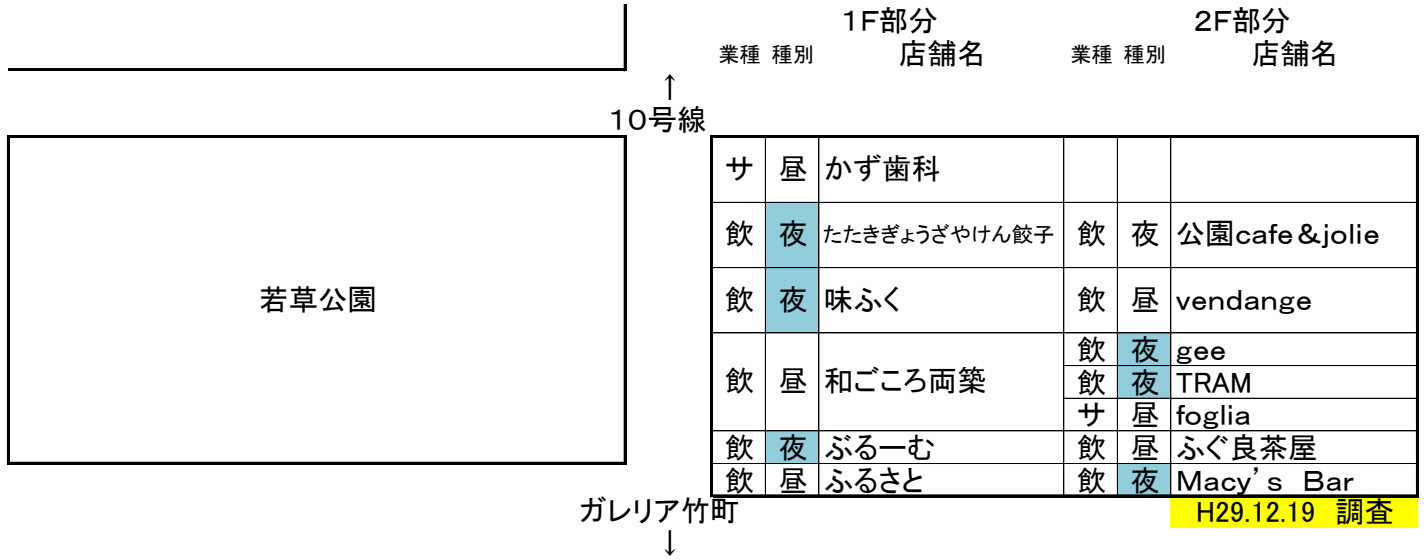 1F部分 2F部分
業種 種別 店舗名 業種 種別 店舗名
↑
10号線
若草公園
サ 昼 かず歯科
飲 夜 たたきぎょうざやけん餃子 飲 夜 公園cafe&jolie
飲 夜 味ふく 飲 昼 vendange
飲 昼 和ごころ両築 飲 夜 gee
飲 夜 TRAM
サ 昼 foglia
飲 夜 ぶるーむ 飲 昼 ふぐ良茶屋
飲 昼 ふるさと 飲 夜 Macy's Bar
ガレリア竹町 H29.12.19 調査
↓